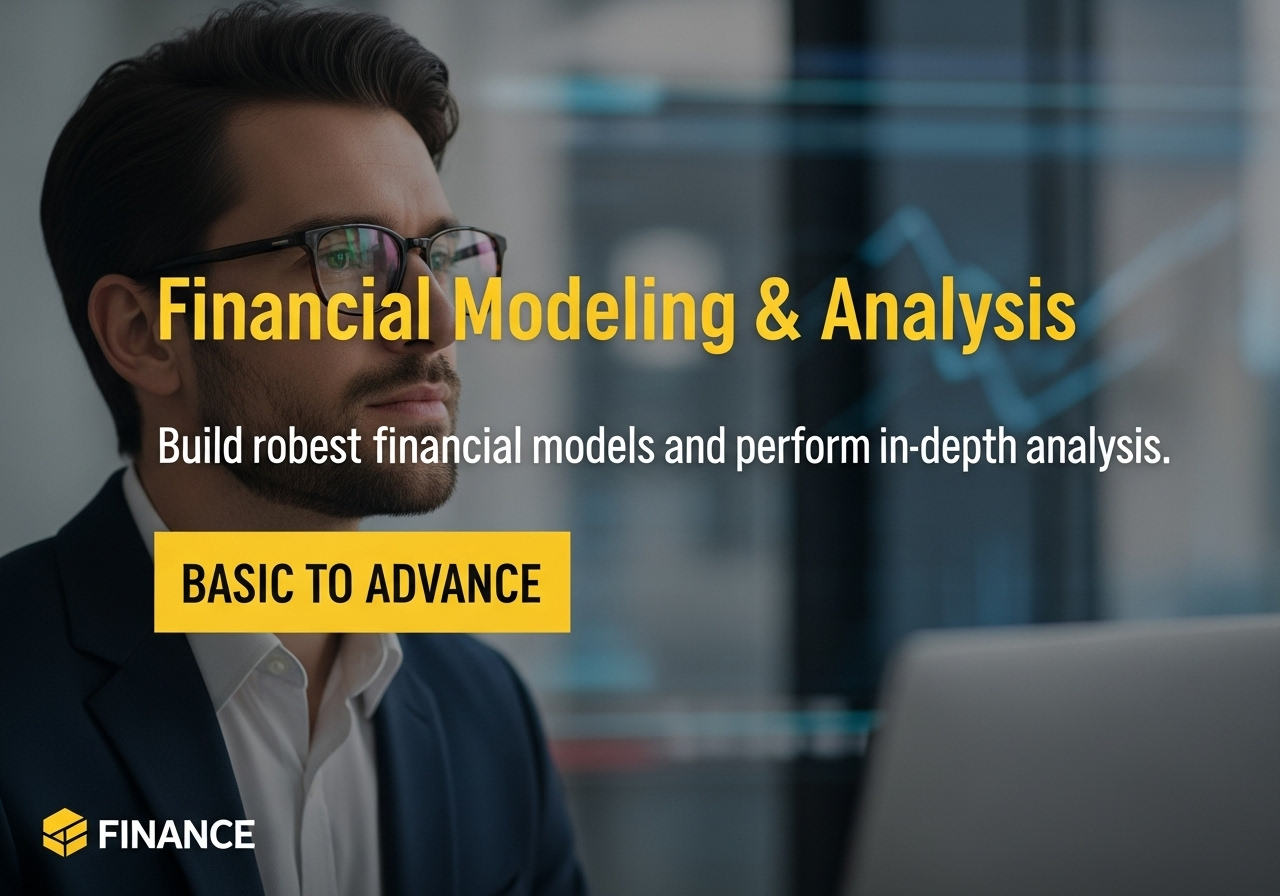 Financial Modeling & Analysis
Build robest financial models and perform in-depth analysis.
BASIC TO ADVANCE
FINANCE